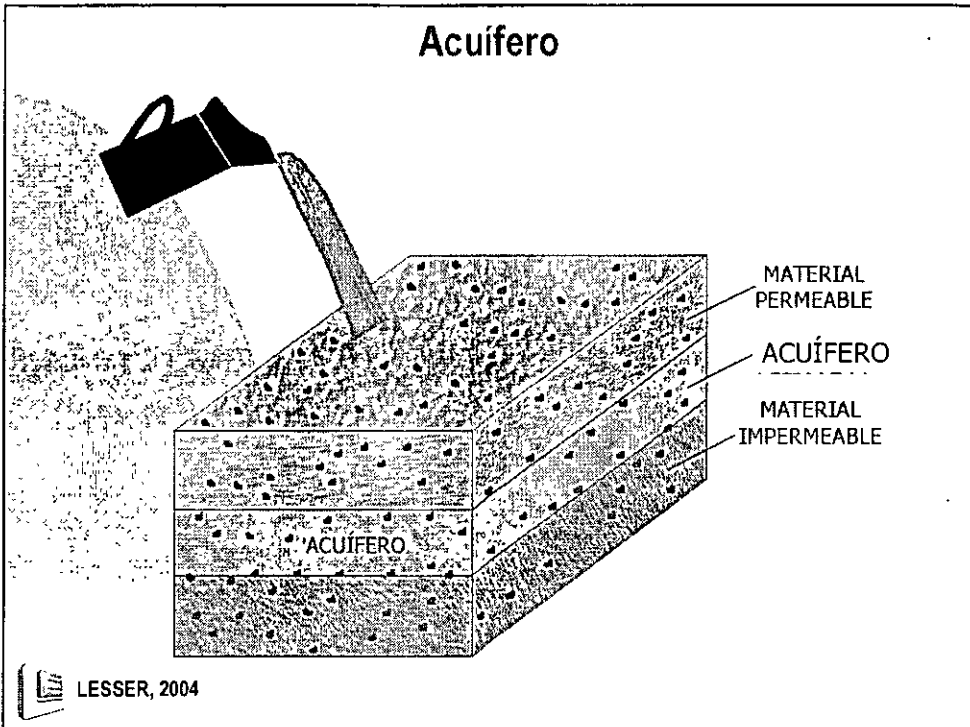 Acuífero
MATERIAL
PERMEABLE
ACUÍFERO
MATERIAL
IMPERMEABLE
ACUÍFERO
LESSER, 2004